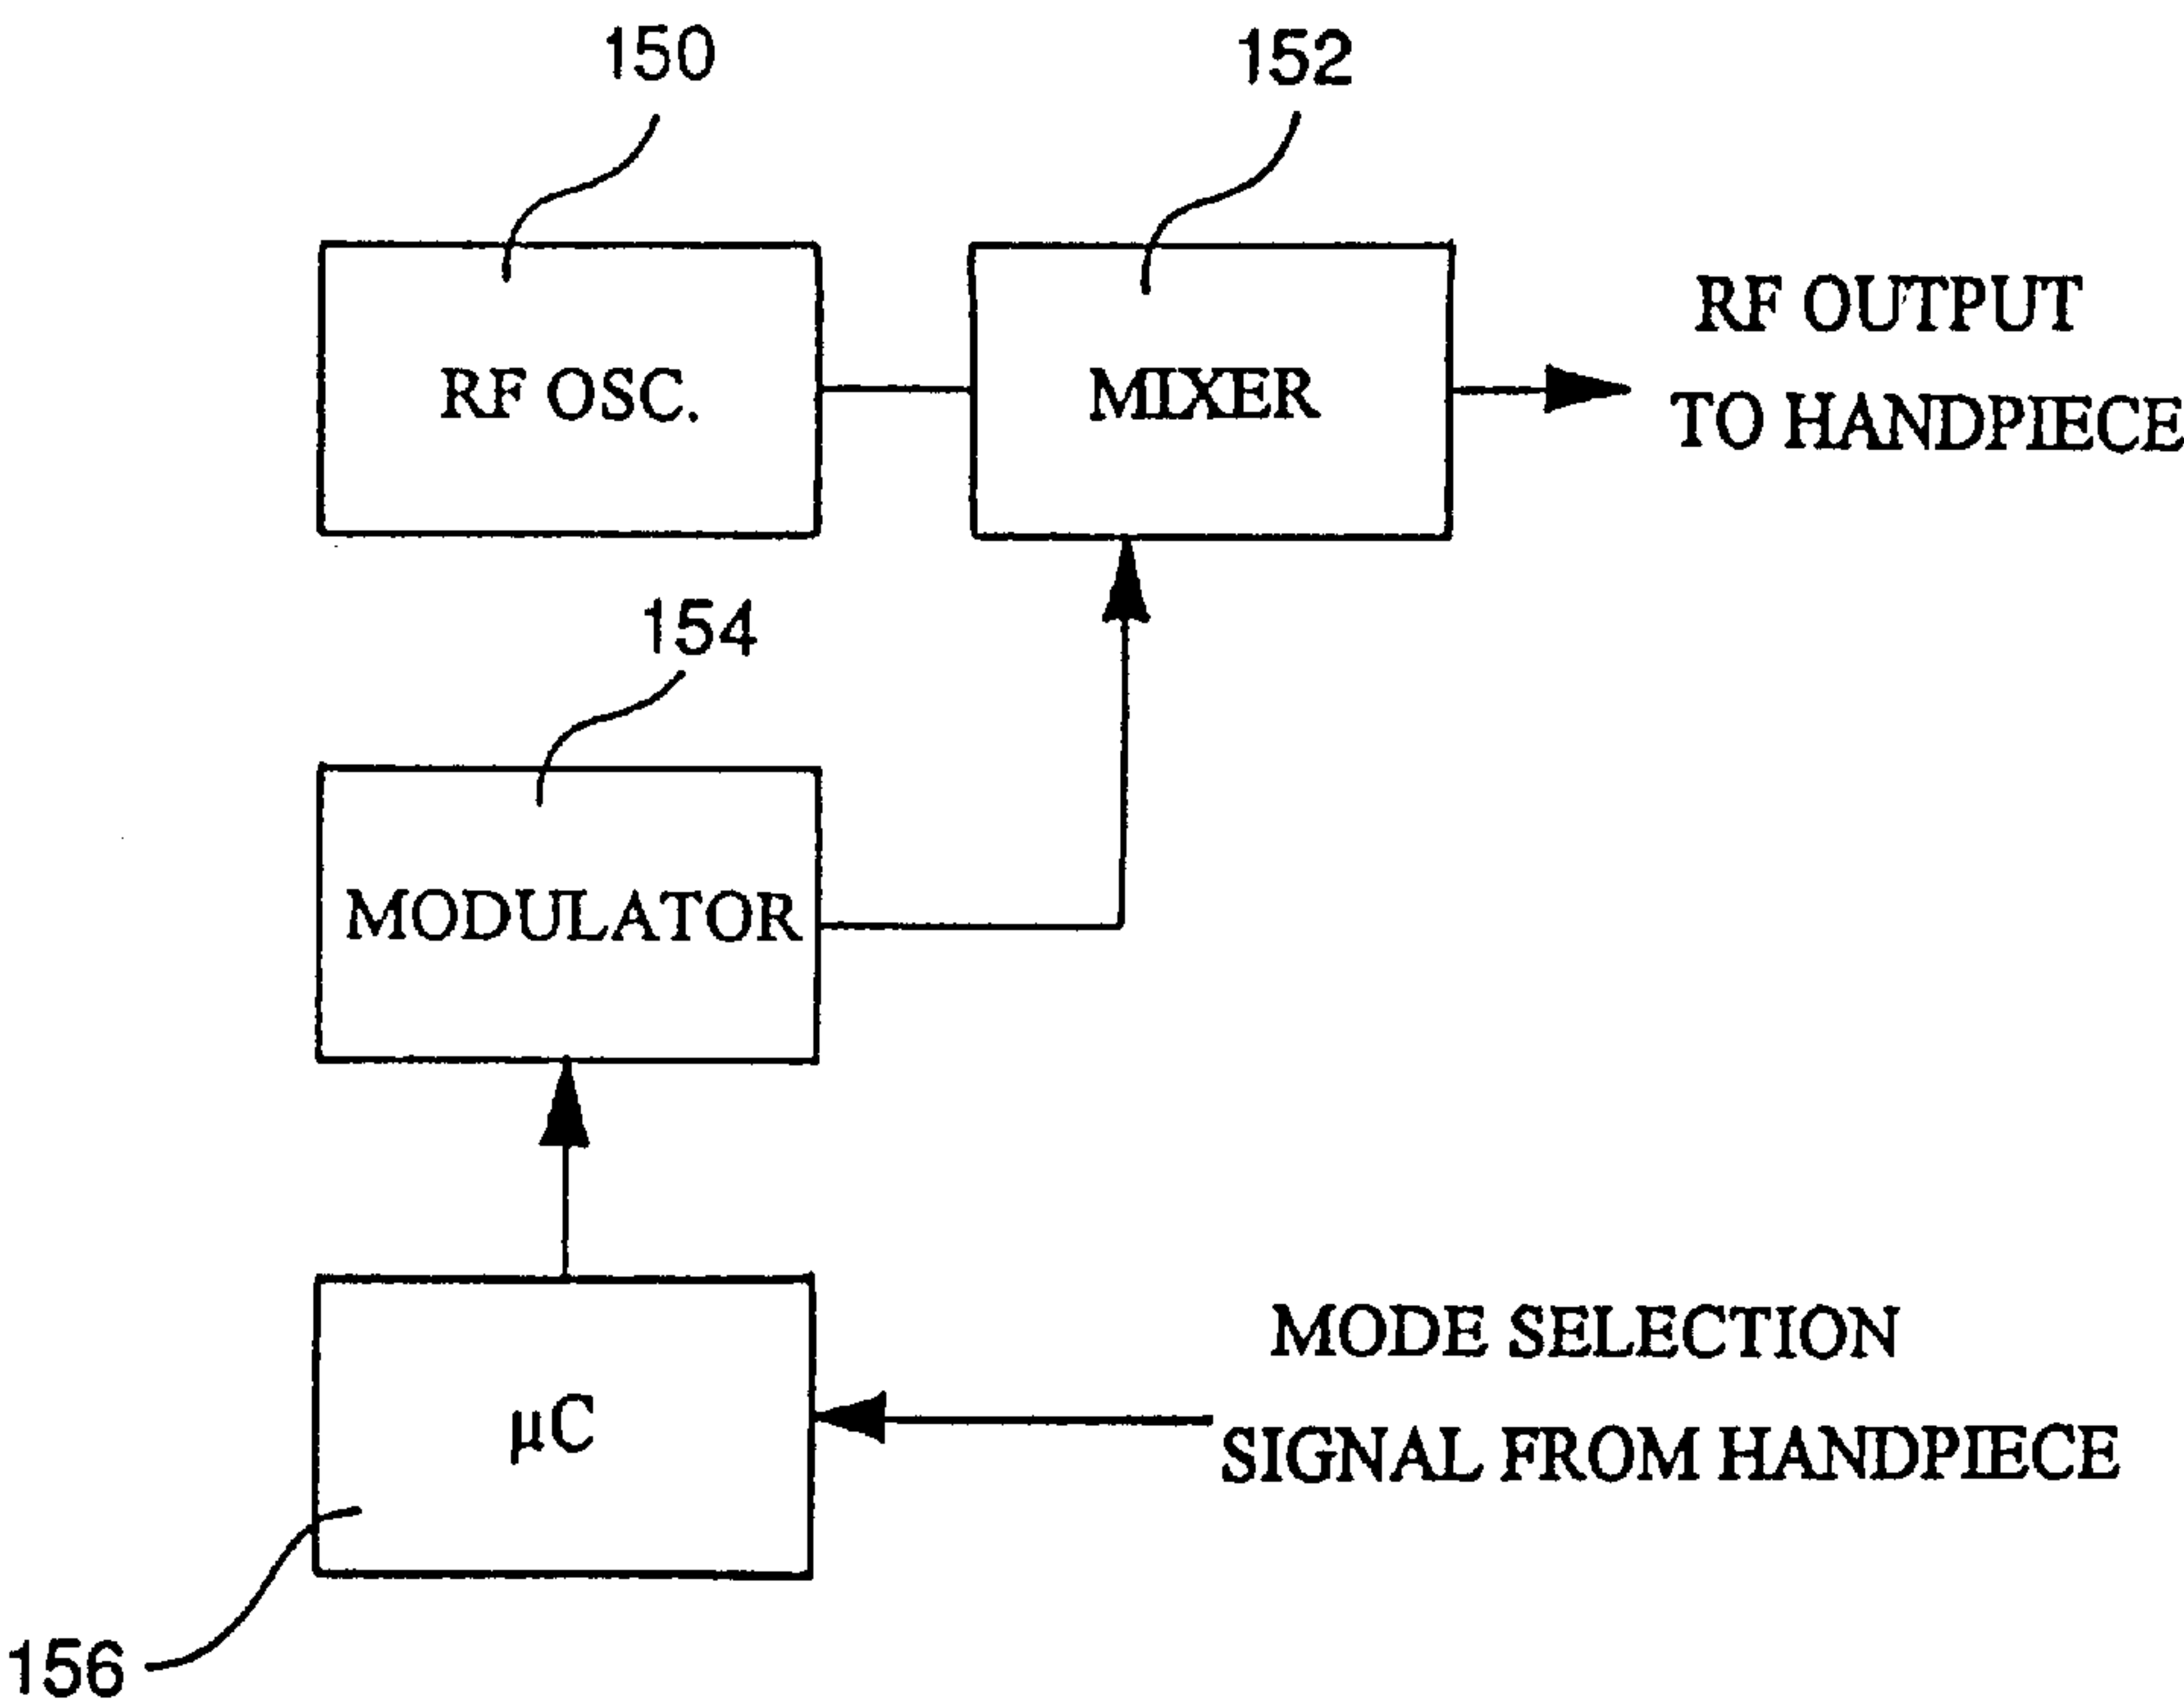 150
152
RF OSC.
MIXER
RF OUTPUT
TO HANDPIECE
154
MODULATOR
µC
MODE SELECTION
SIGNAL FROM HANDPIECE
156